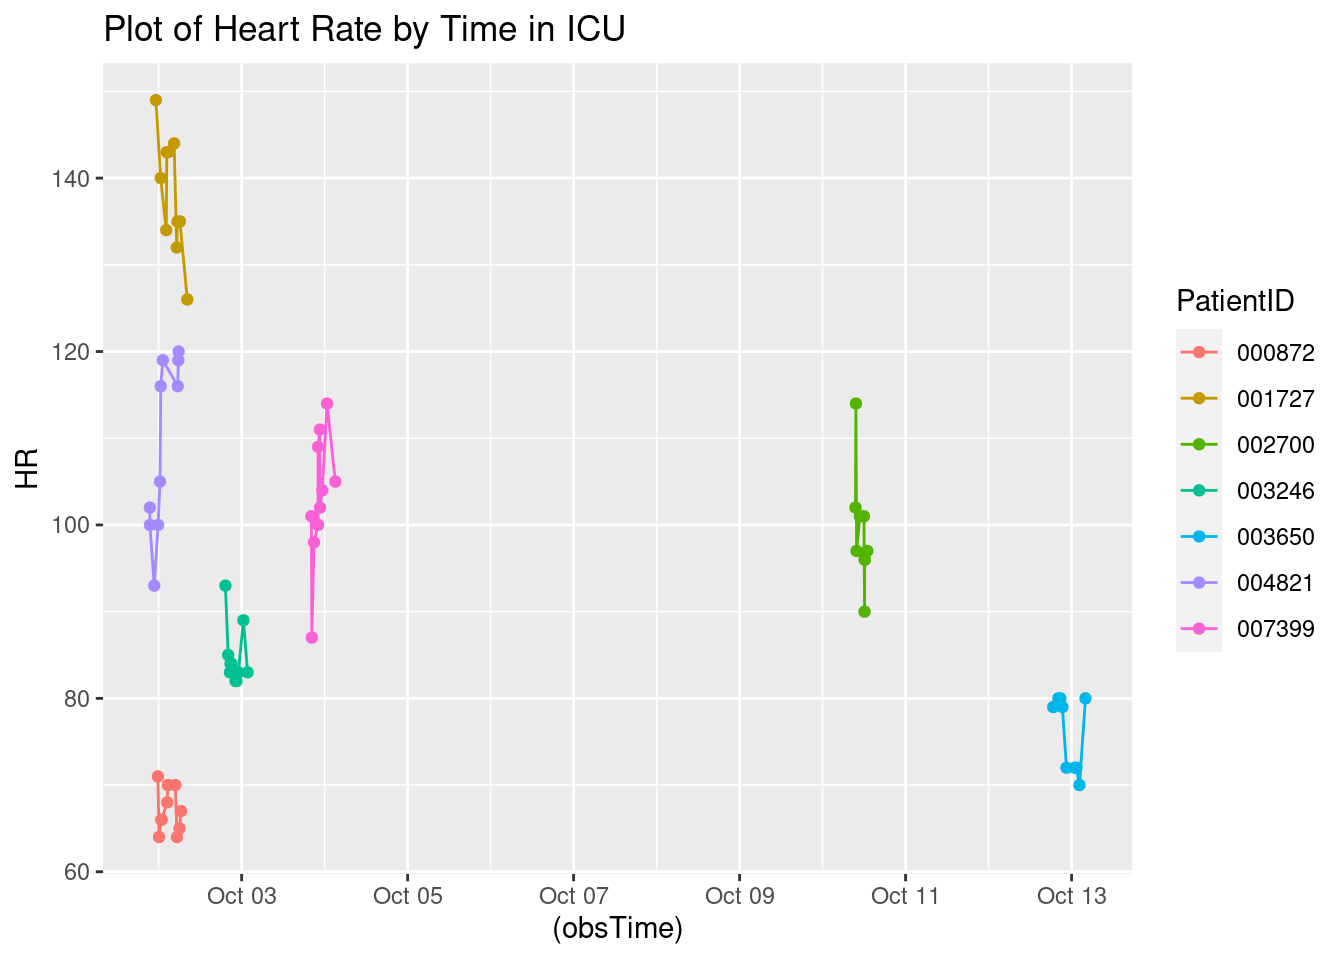 Plot of Heart Rate by Time in ICU
HR
140
120
100
80
60
Oct 03
Oct 05
Oct 07
Oct 09
Oct 11
Oct 13
(obsTime)
PatientID
000872
001727
002700
003246
003650
004821
007399